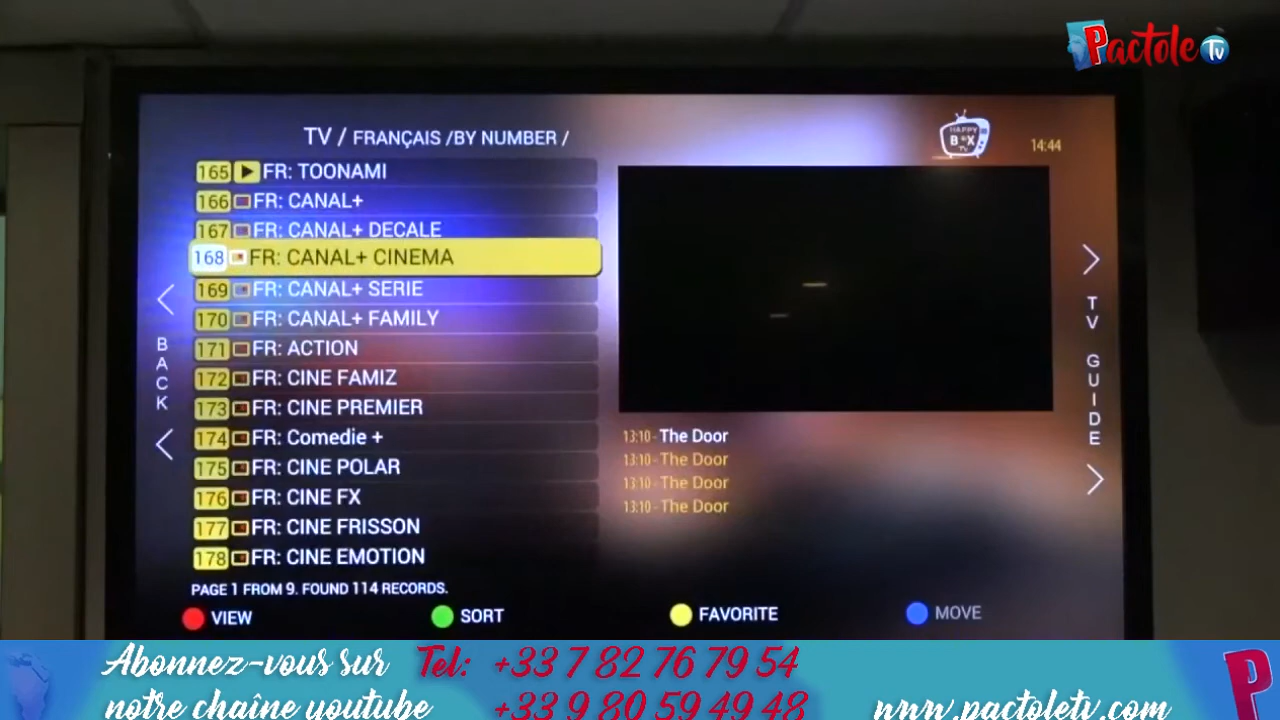 Pactole Tv
TV / FRANÇAIS /BY NUMBER /
HAPPY
BOX
TV
14:44
165 FR: TOONAMI
166 FR: CANAL+
167 FR: CANAL+ DECALE
168 FR: CANAL+ CINEMA
169 FR: CANAL+ SERIE
170 FR: CANAL+ FAMILY
171 FR: ACTION
172 FR: CINE FAMIZ
173 FR: CINE PREMIER
174 FR: Comedie +
175 FR: CINE POLAR
176 FR: CINE FX
177 FR: CINE FRISSON
178 FR: CINE EMOTION
BACK
13:10- The Door
13:10- The Door
13:10- The Door
13:10- The Door
TV GUIDE
PAGE 1 FROM 9. FOUND 114 RECORDS.
VIEW SORT FAVORITE MOVE
Abonnez-vous sur Tel: +33 7 82 76 79 54
notre chaîne youtube +33 9 80 59 49 48 www.pactoletv.com
P